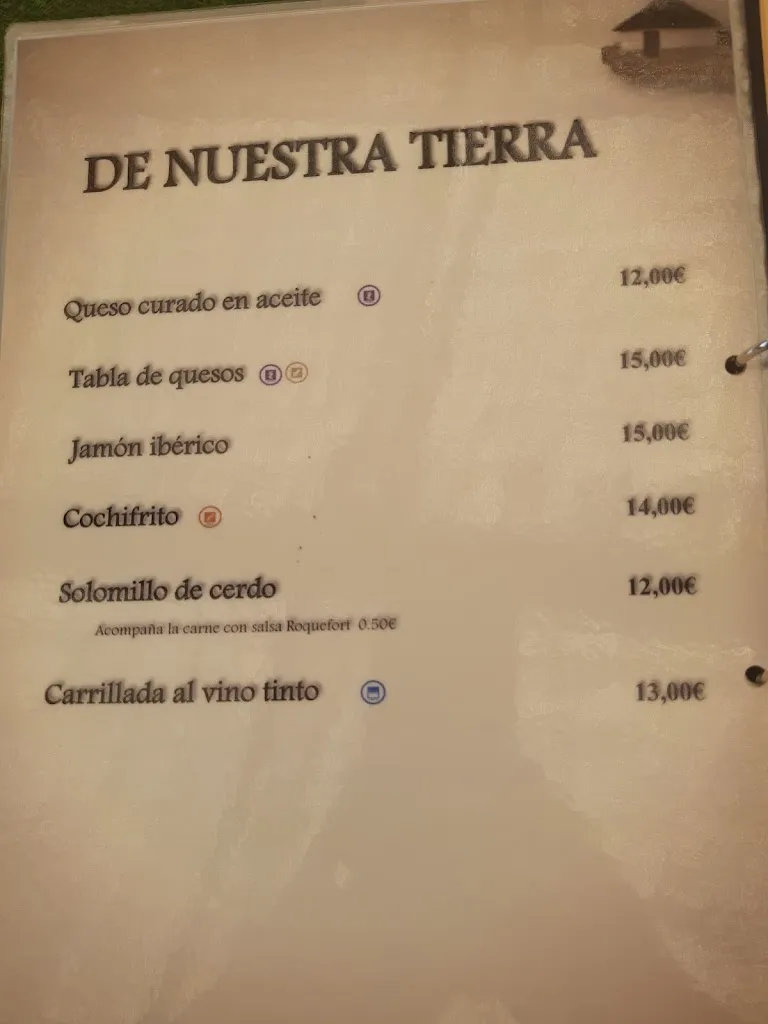 DE NUESTRA TIERRA
Queso curado en aceite 12,00€
Tabla de quesos 15,00€
Jamón ibérico 15,00€
Cochifrito 14,00€
Solomillo de cerdo 12,00€
Acompaña la carne con salsa Roquefort 0.50€
Carrillada al vino tinto 13,00€